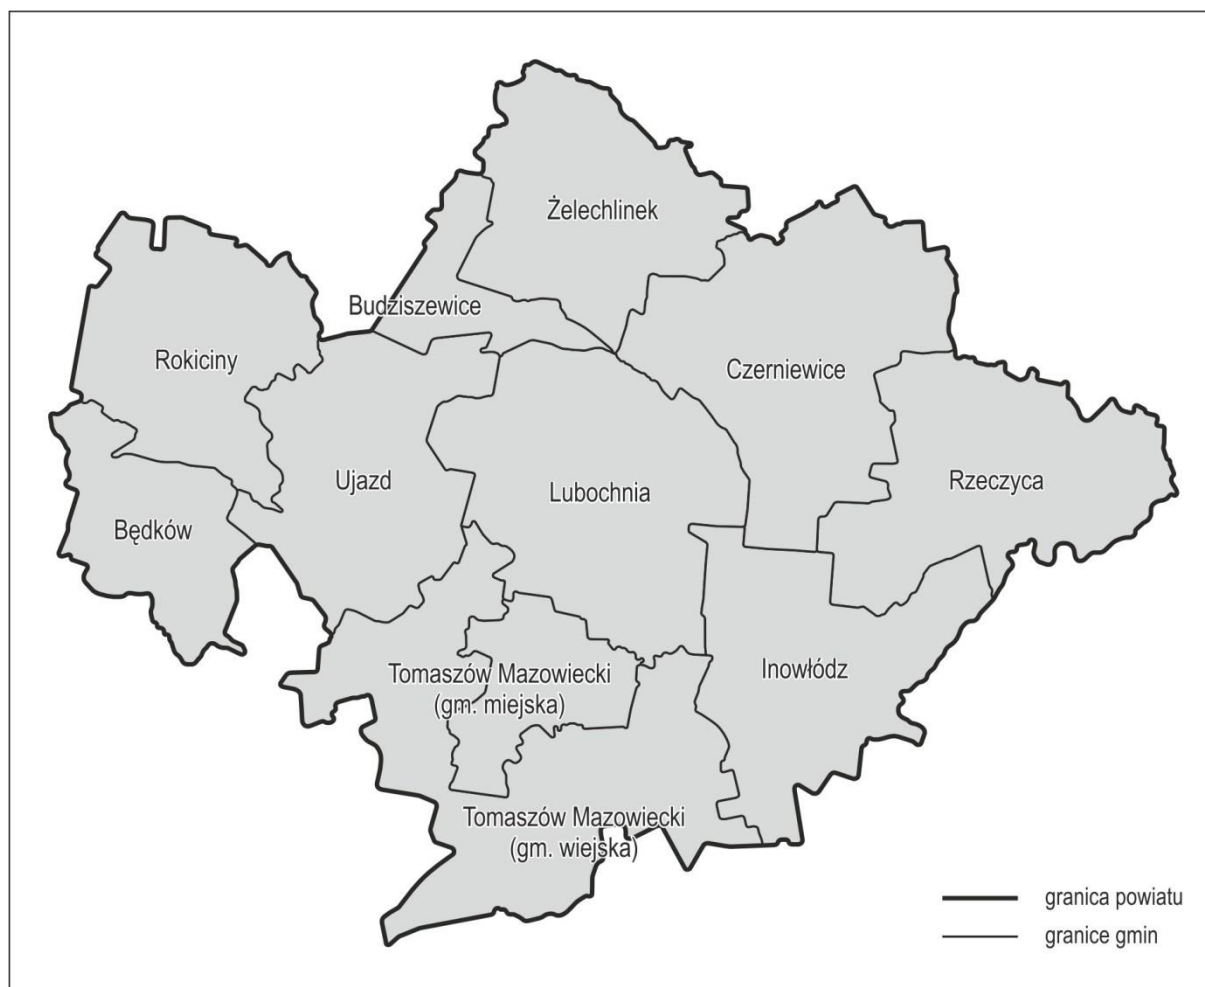 Żelechlinek
Budziszewice
Rokiciny
Czerniewice
Ujazd
Lubochnia
Rzeczyca
Będków
Inowłódz
Tomaszów Mazowiecki
(gm. miejska)
Tomaszów Mazowiecki
(gm. wiejska)
granica powiatu
granice gmin